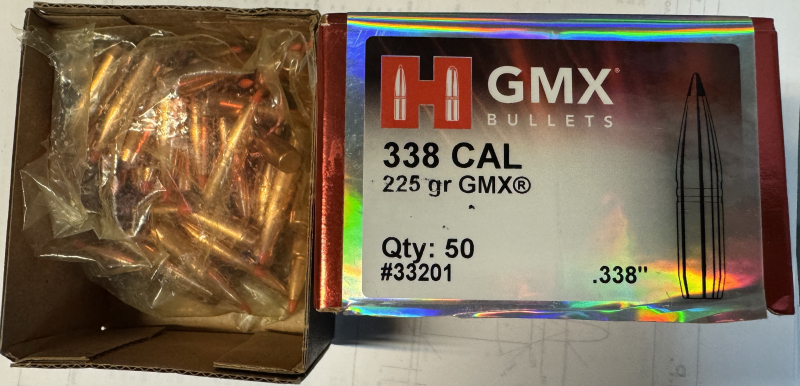 H GMX®
BULLETS
338 CAL
225 gr GMX®
Qty: 50
#33201
.338"